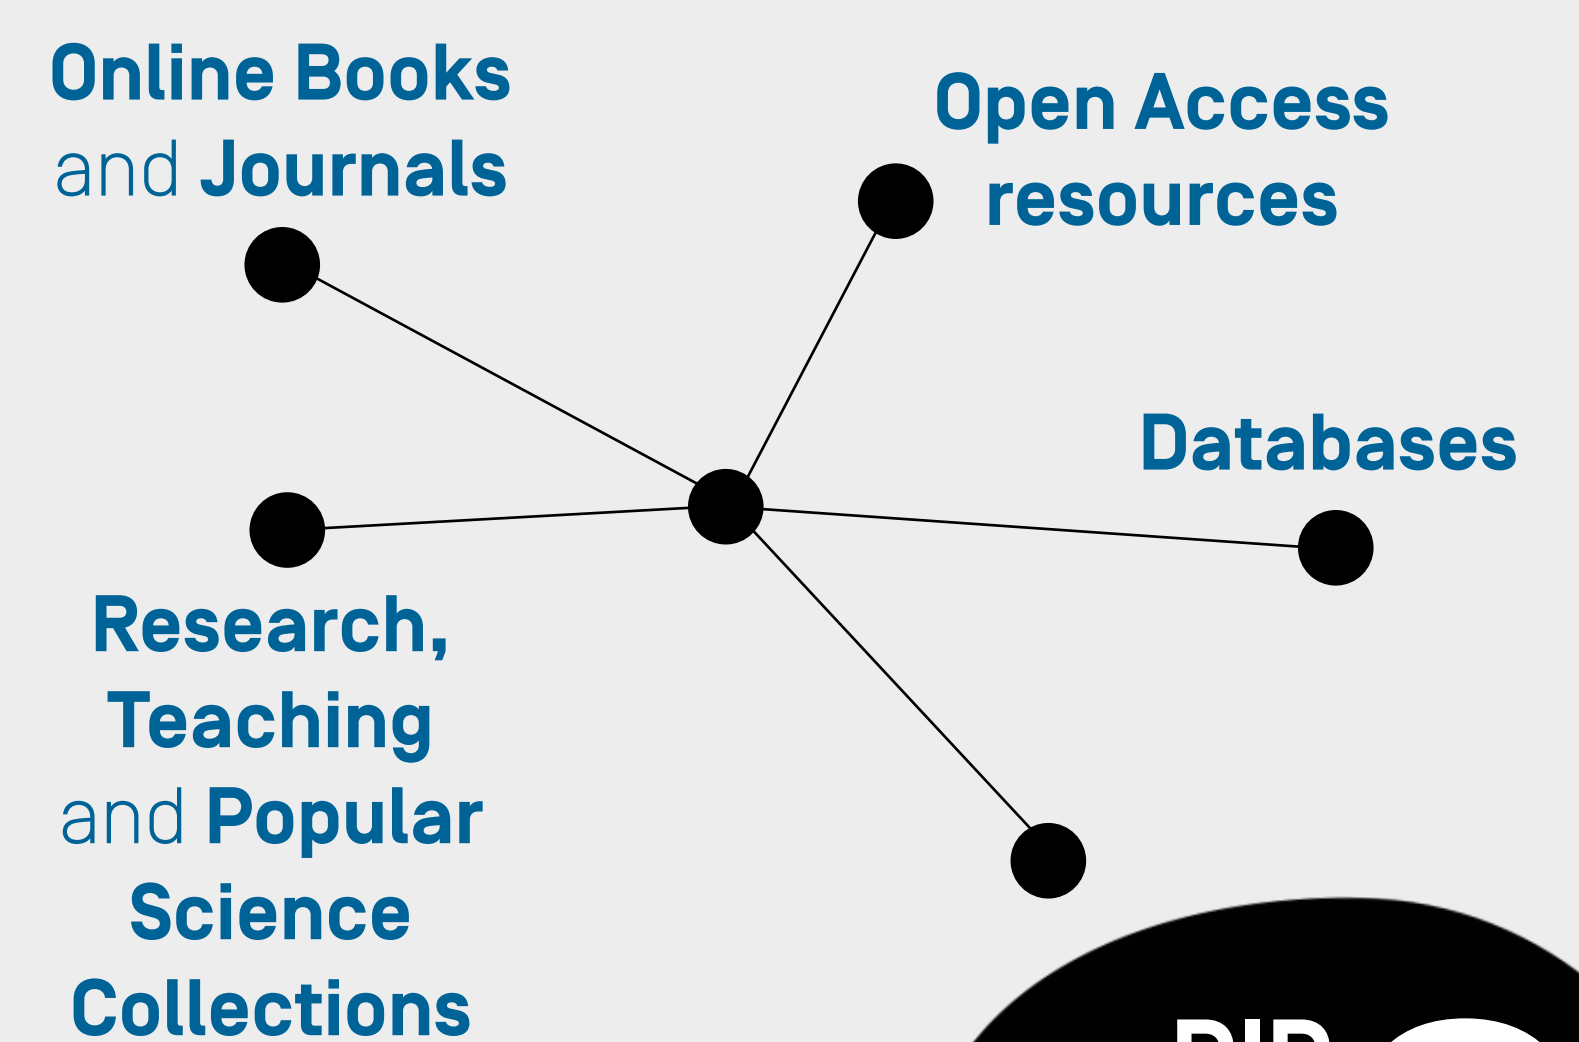 Online Books
and Journals
Open Access
resources
Databases
Research,
Teaching
and Popular
Science
Collections